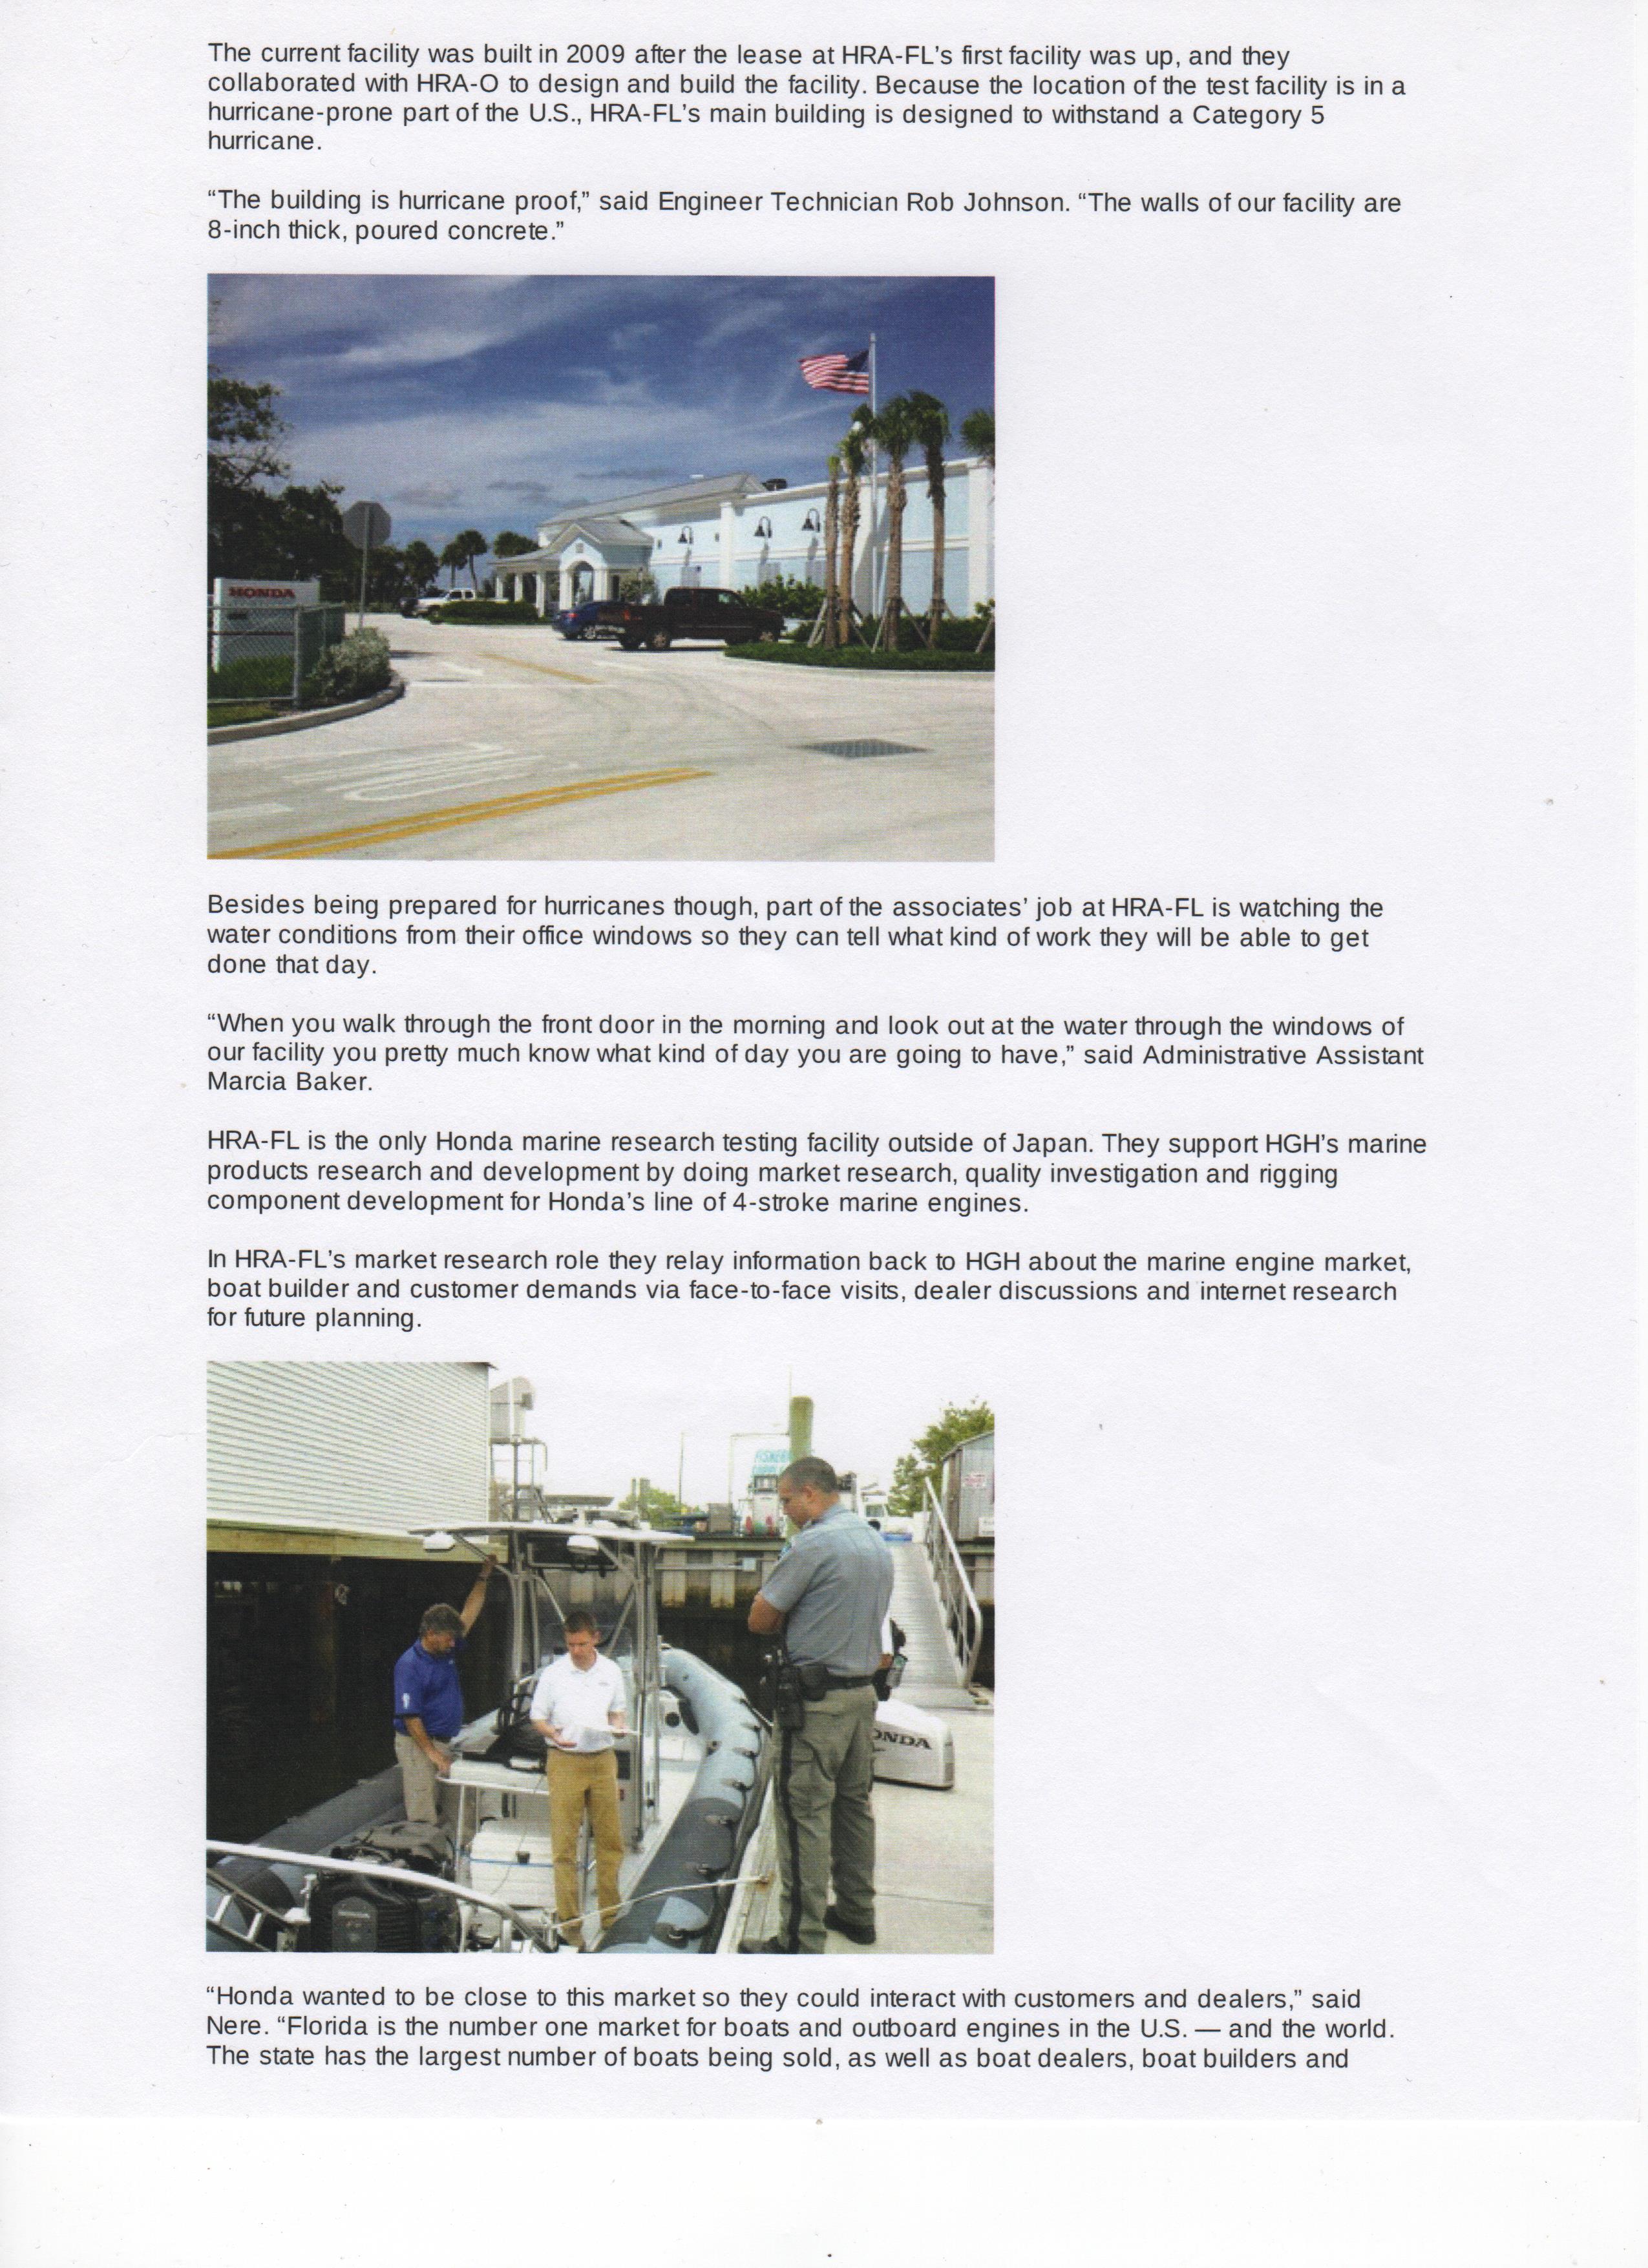 The current facility was built in 2009 after the lease at HRA-FL’s first facility was up, and they
collaborated with HRA-O to design and build the facility. Because the location of the test facility is in a
hurricane-prone part of the U.S., HRA-FL’s main building is designed to withstand a Category 5
hurricane.
“The building is hurricane proof,” said Engineer Technician Rob Johnson. “The walls of our facility are
8-inch thick, poured concrete.”
HONDA
Besides being prepared for hurricanes though, part of the associates’ job at HRA-FL is watching the
water conditions from their office windows so they can tell what kind of work they will be able to get
done that day.
“When you walk through the front door in the morning and look out at the water through the windows of
our facility you pretty much know what kind of day you are going to have,” said Administrative Assistant
Marcia Baker.
HRA-FL is the only Honda marine research testing facility outside of Japan. They support HGH’s marine
products research and development by doing market research, quality investigation and rigging
component development for Honda’s line of 4-stroke marine engines.
In HRA-FL’s market research role they relay information back to HGH about the marine engine market,
boat builder and customer demands via face-to-face visits, dealer discussions and internet research
for future planning.
ONDA
“Honda wanted to be close to this market so they could interact with customers and dealers,” said
Nere. “Florida is the number one market for boats and outboard engines in the U.S. — and the world.
The state has the largest number of boats being sold, as well as boat dealers, boat builders and